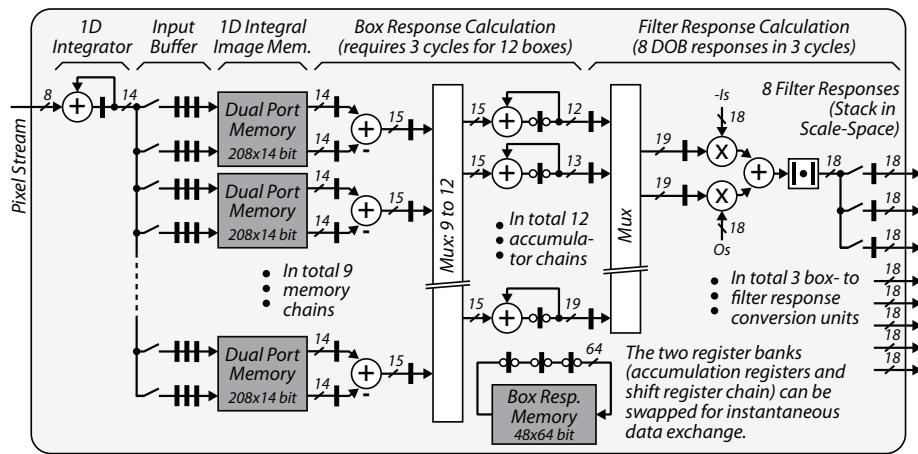 1D
Integrator
Input
Buffer
1D Integral
Image Mem.
Box Response Calculation
(requires 3 cycles for 12 boxes)
Filter Response Calculation
(8 DOB responses in 3 cycles)
Pixel Stream
8
+
14
Dual Port
Memory
208x14 bit
14
14
+
-
15
Dual Port
Memory
208x14 bit
14
14
+
-
15
In total 9
memory
chains
Dual Port
Memory
208x14 bit
14
14
+
-
15
Mux: 9 to 12
15
+
12
15
+
13
In total 12
accumula-
tor chains
15
+
19
64
Box Resp.
Memory
48x64 bit
Mux
19
19
-Is
18
X
X
18
Os
+
|•|
18
8 Filter Responses
(Stack in
Scale-Space)
18
18
18
18
18
18
18
18
In total 3 box- to
filter response
conversion units
The two register banks
(accumulation registers and
shift register chain) can be
swapped for instantaneous
data exchange.